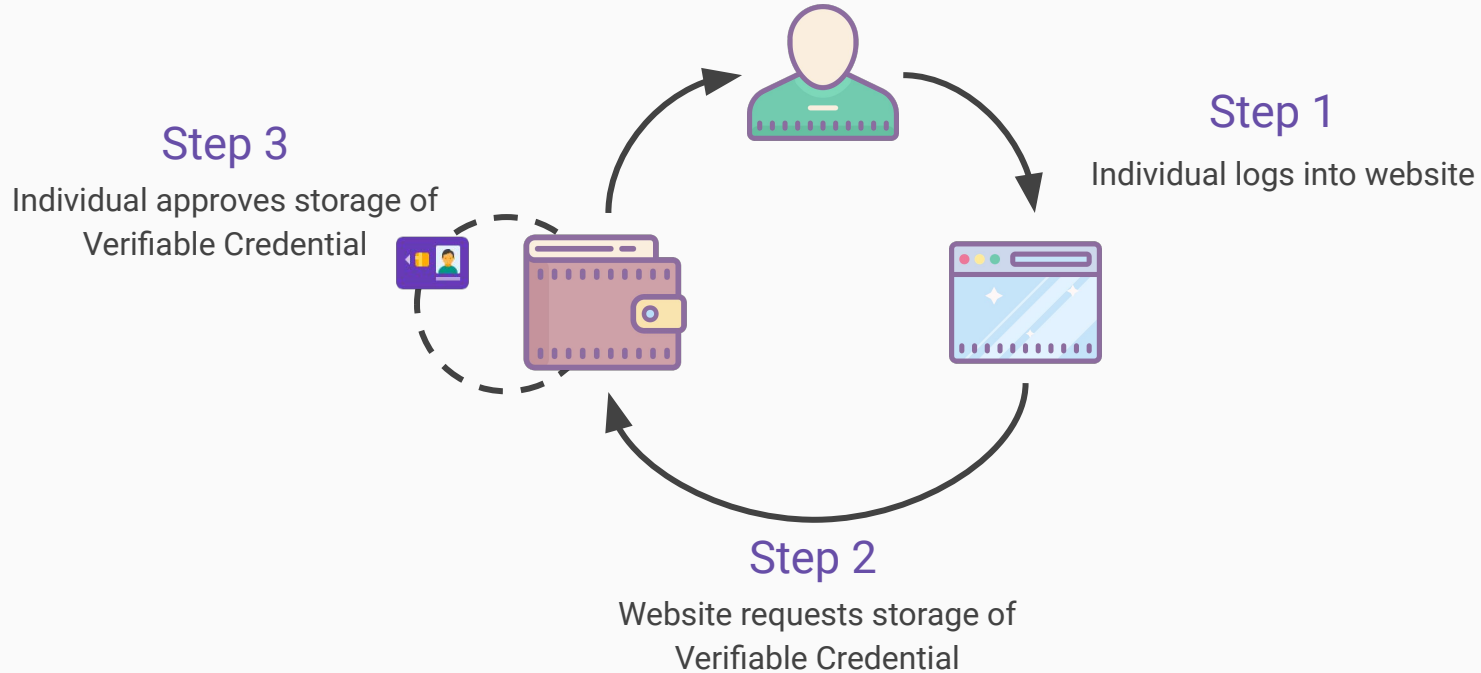 Step 1
Individual logs into website
Step 2
Website requests storage of
Verifiable Credential
Step 3
Individual approves storage of
Verifiable Credential